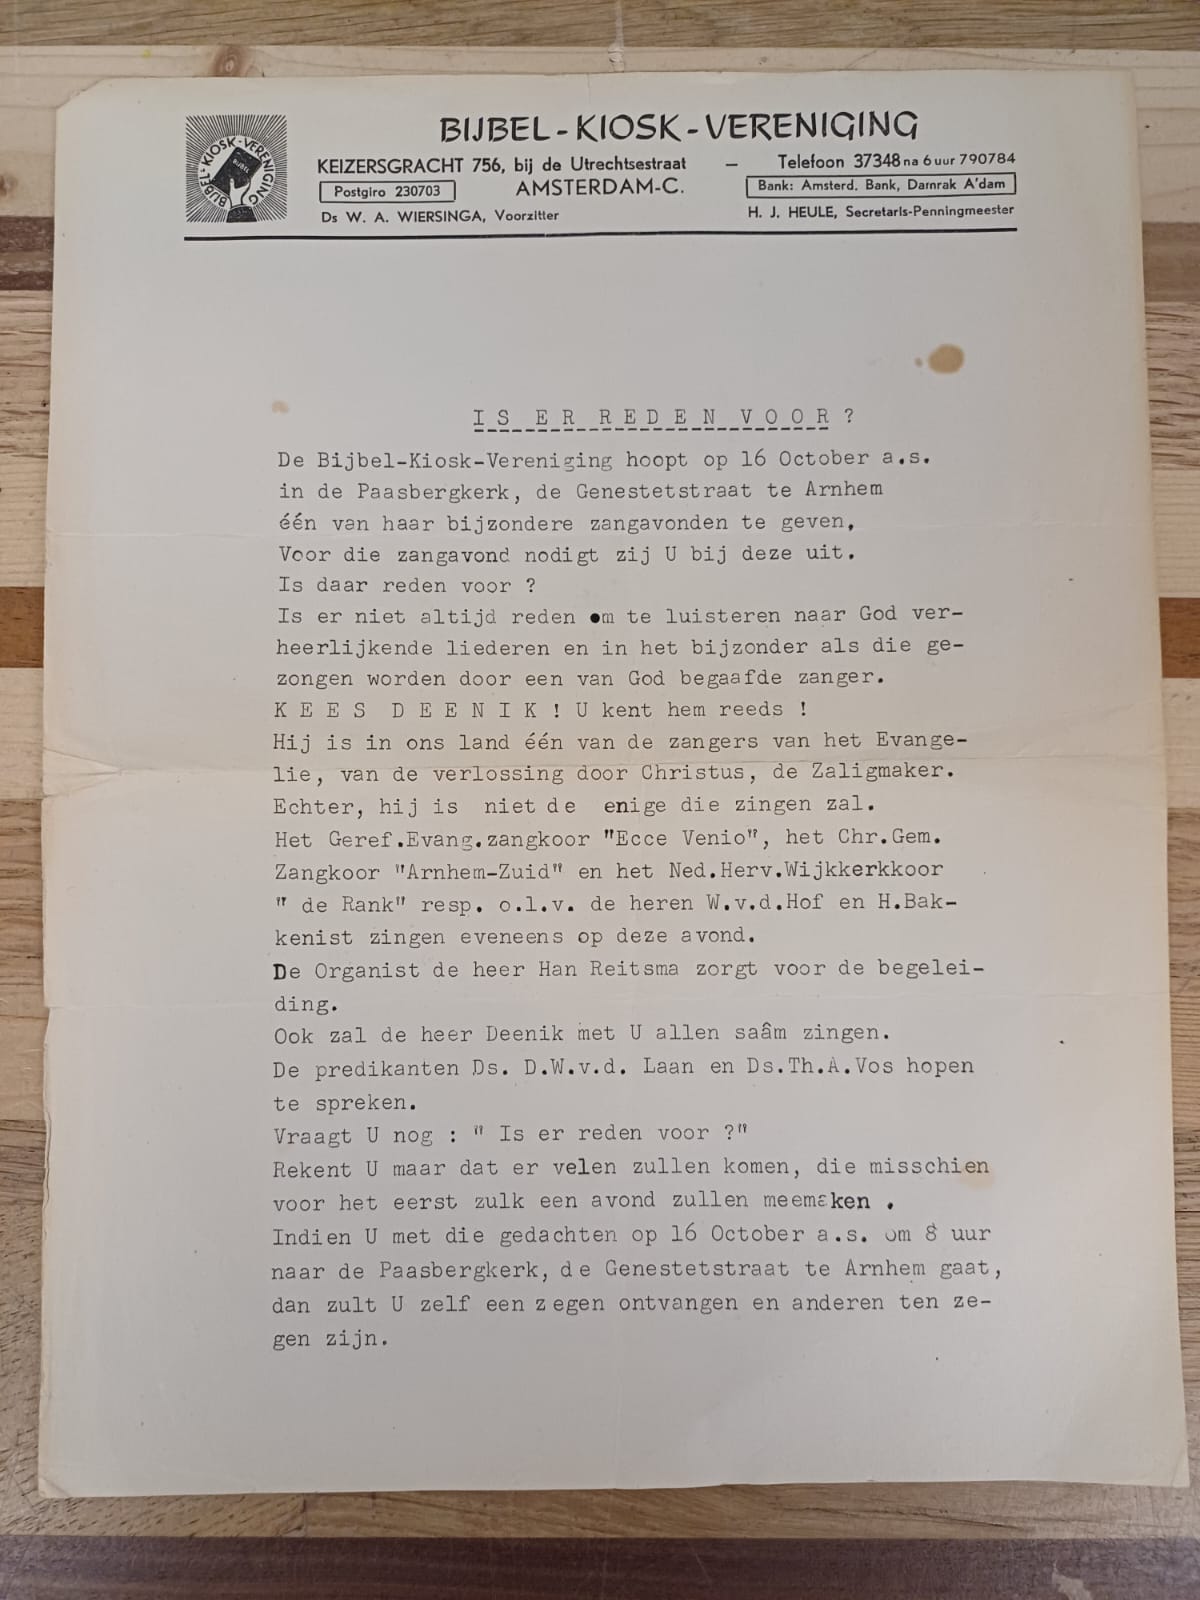 BIJBEL-KIOSK-VERENIGING
BIJBEL-KIOSK-VERENIGING
BIJBEL
KEIZERSGRACHT 756, bij de Utrechtsestraat — Telefoon 37348 na 6 uur 790784
Postgiro 230703 AMSTERDAM-C. Bank: Amsterd. Bank, Damrak A'dam
Ds W. A. WIERSINGA, Voorzitter H. J. HEULE, Secretaris-Penningmeester
IS ER REDEN VOOR ?
De Bijbel-Kiosk-Vereniging hoopt op 16 October a.s.
in de Paasbergkerk, de Genestetstraat te Arnhem
één van haar bijzondere zangavonden te geven,
Voor die zangavond nodigt zij U bij deze uit.
Is daar reden voor ?
Is er niet altijd reden om te luisteren naar God ver-
heerlijkende liederen en in het bijzonder als die ge-
zongen worden door een van God begaafde zanger.
K E E S D E E N I K ! U kent hem reeds !
Hij is in ons land één van de zangers van het Evange-
lie, van de verlossing door Christus, de Zaligmaker.
Echter, hij is niet de enige die zingen zal.
Het Geref.Evang.zangkoor "Ecce Venio", het Chr.Gem.
Zangkoor "Arnhem-Zuid" en het Ned.Herv.Wijkkerkkoor
" de Rank" resp. o.l.v. de heren W.v.d.Hof en H.Bak-
kenist zingen eveneens op deze avond.
De Organist de heer Han Reitsma zorgt voor de begelei-
ding.
Ook zal de heer Deenik met U allen saâm zingen.
De predikanten Ds. D.W.v.d. Laan en Ds.Th.A.Vos hopen
te spreken.
Vraagt U nog : " Is er reden voor ?"
Rekent U maar dat er velen zullen komen, die misschien
voor het eerst zulk een avond zullen meemaken .
Indien U met die gedachten op 16 October a.s. om 8 uur
naar de Paasbergkerk, de Genestetstraat te Arnhem gaat,
dan zult U zelf een zegen ontvangen en anderen ten ze-
gen zijn.